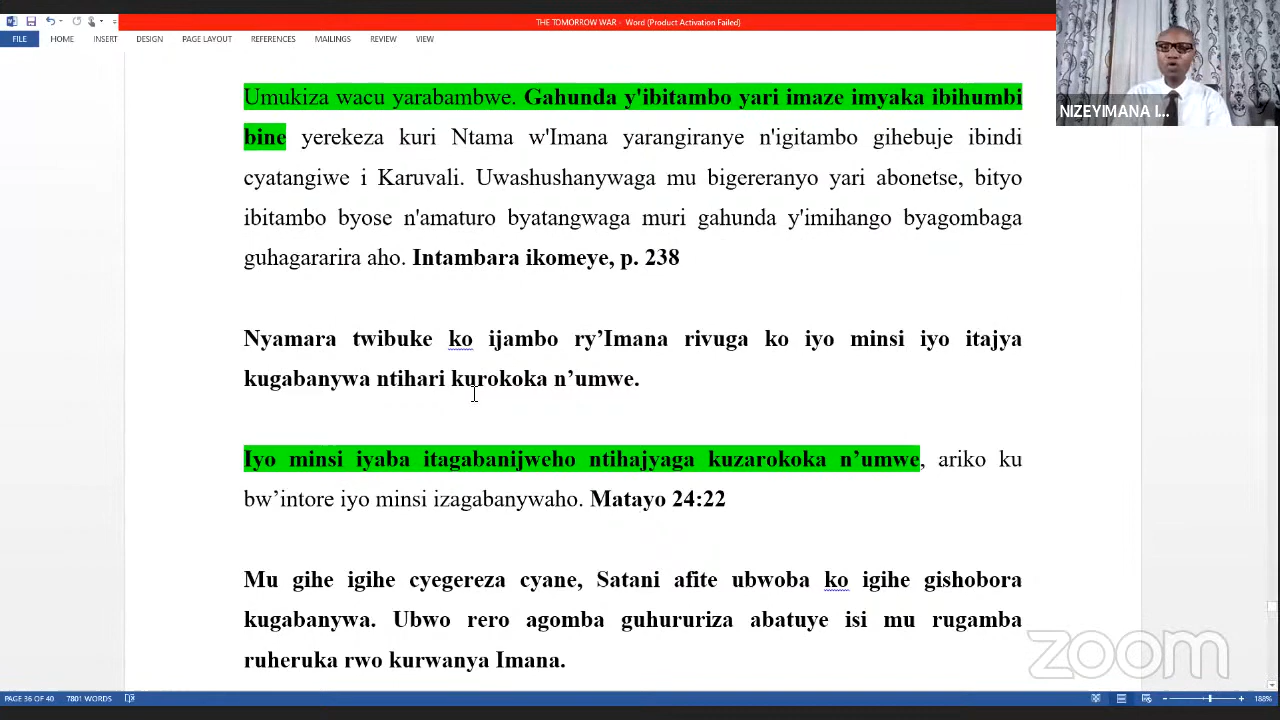 THE TOMORROW WAR - Word (Product Activation Failed)
FILE HOME INSERT DESIGN PAGE LAYOUT REFERENCES MAILINGS REVIEW VIEW
NIZEYIMANA I...
Umukiza wacu yarabambwe. Gahunda y'ibitambo yari imaze imyaka ibihumbi
bine yerekeza kuri Ntama w'Imana yarangiranye n'igitambo gihebuje ibindi
cyatangiwe i Karuvali. Uwashushanywaga mu bigereranyo yari abonetse, bityo
ibitambo byose n'amaturo byatangwaga muri gahunda y'imihango byagombaga
guhagararira aho. Intambara ikomeye, p. 238
Nyamara twibuke ko ijambo ry’Imana rivuga ko iyo minsi iyo itajya
kugabanywa ntihari kurokoka n’umwe.
Iyo minsi iyaba itagabanijweho ntihajyaga kuzarokoka n’umwe, ariko ku
bw’intore iyo minsi izagabanywaho. Matayo 24:22
Mu gihe igihe cyegereza cyane, Satani afite ubwoba ko igihe gishobora
kugabanywa. Ubwo rero agomba guhururiza abatuye isi mu rugamba
ruheruka rwo kurwanya Imana.
zoom
PAGE 36 OF 40 7801 WORDS 188%